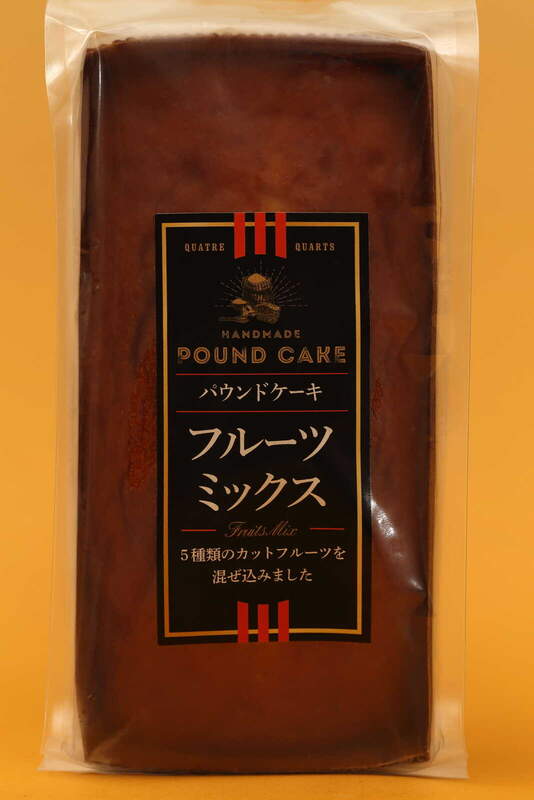 QUATRE QUARTS
HANDMADE
POUND CAKE
パウンドケーキ
フルーツ
ミックス
Fruits Mix
5種類のカットフルーツを
混ぜ込みました